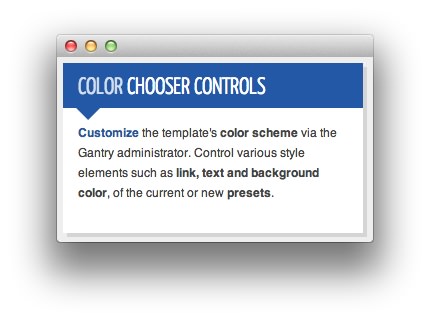 COLOR CHOOSER CONTROLS
Customize the template's color scheme via the
Gantry administrator. Control various style
elements such as link, text and background
color, of the current or new presets.